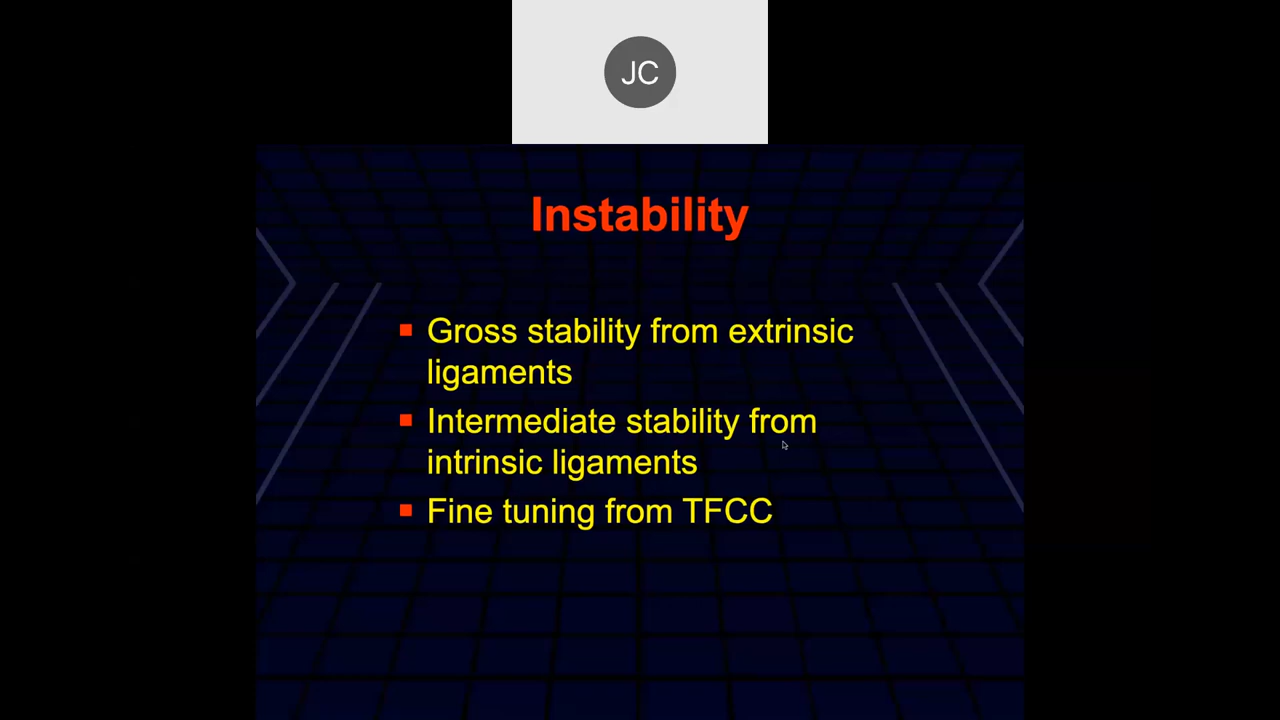 JC
Instability
Gross stability from extrinsic
ligaments
Intermediate stability from
intrinsic ligaments
Fine tuning from TFCC